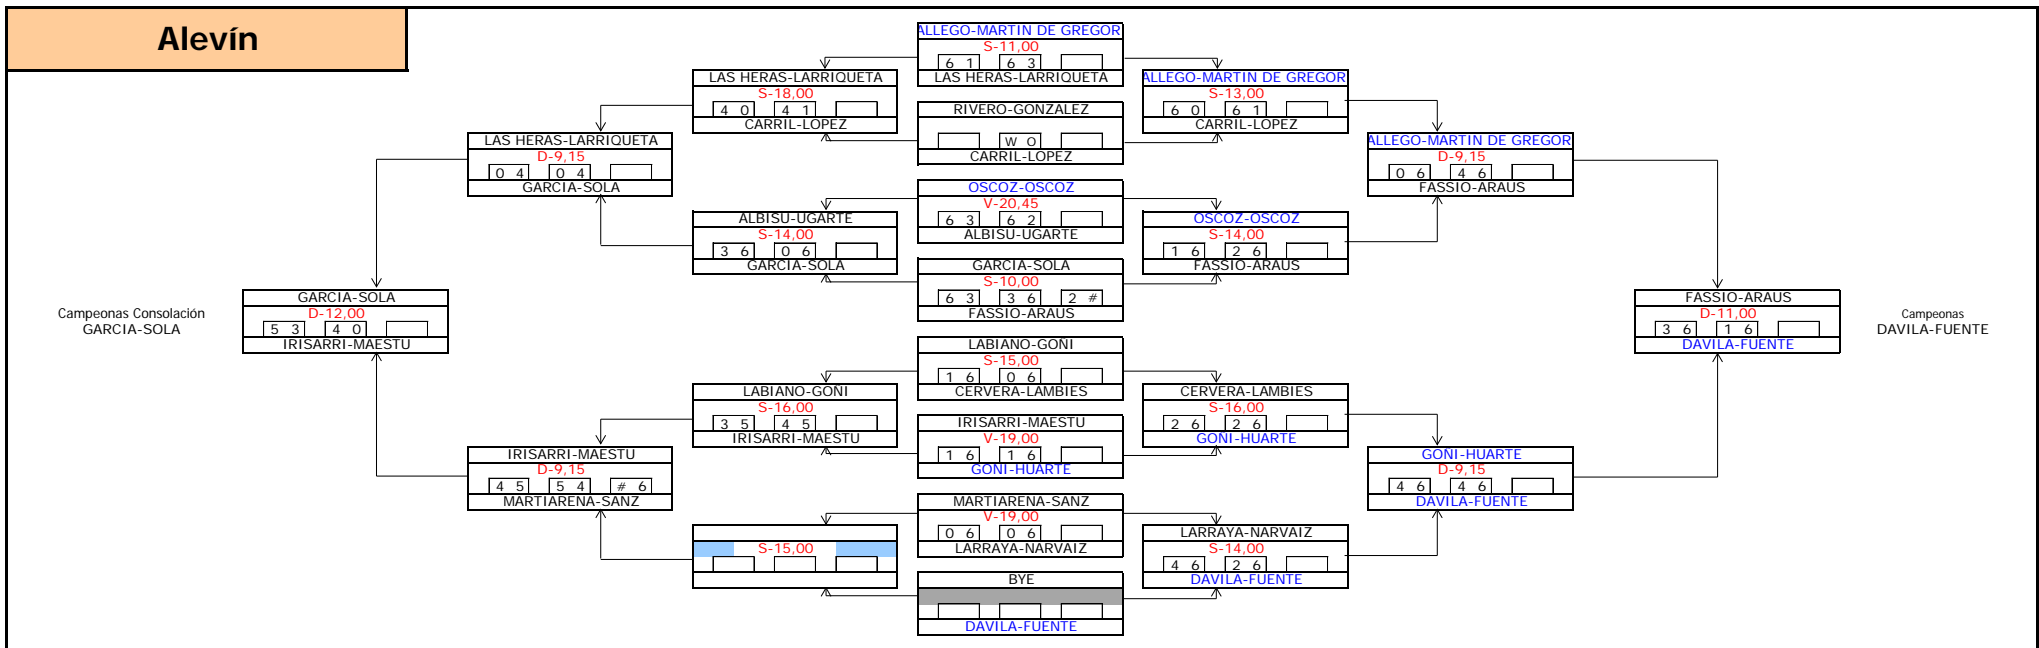 Alevín
ALLEGO-MARTIN DE GREGOR
S-11,00
6 1 6 3
LAS HERAS-LARRIQUETA
RIVERO-GONZALEZ
W O
CARRIL-LOPEZ
OSCOZ-OSCOZ
V-20,45
6 3 6 2
ALBISU-UGARTE
GARCIA-SOLA
S-10,00
6 3 3 6 2 #
FASSIO-ARAUS
LABIANO-GOÑI
S-15,00
1 6 0 6
CERVERA-LAMBIES
IRISARRI-MAESTU
V-19,00
1 6 1 6
GOÑI-HUARTE
MARTIARENA-SANZ
V-19,00
0 6 0 6
LARRAYA-NARVAIZ
BYE
DAVILA-FUENTE
LAS HERAS-LARRIQUETA
S-18,00
4 0 4 1
CARRIL-LOPEZ
ALBISU-UGARTE
S-14,00
3 6 0 6
GARCIA-SOLA
LABIANO-GOÑI
S-16,00
3 5 4 5
IRISARRI-MAESTU
S-15,00
LAS HERAS-LARRIQUETA
D-9,15
0 4 0 4
GARCIA-SOLA
IRISARRI-MAESTU
D-9,15
4 5 5 4 # 6
MARTIARENA-SANZ
GARCIA-SOLA
D-12,00
5 3 4 0
IRISARRI-MAESTU
Campeonas Consolación
GARCIA-SOLA
ALLEGO-MARTIN DE GREGOR
S-13,00
6 0 6 1
CARRIL-LOPEZ
OSCOZ-OSCOZ
S-14,00
1 6 2 6
FASSIO-ARAUS
CERVERA-LAMBIES
S-16,00
2 6 2 6
GOÑI-HUARTE
LARRAYA-NARVAIZ
S-14,00
4 6 2 6
DAVILA-FUENTE
ALLEGO-MARTIN DE GREGOR
D-9,15
0 6 4 6
FASSIO-ARAUS
GOÑI-HUARTE
D-9,15
4 6 4 6
DAVILA-FUENTE
FASSIO-ARAUS
D-11,00
3 6 1 6
DAVILA-FUENTE
Campeonas
DAVILA-FUENTE